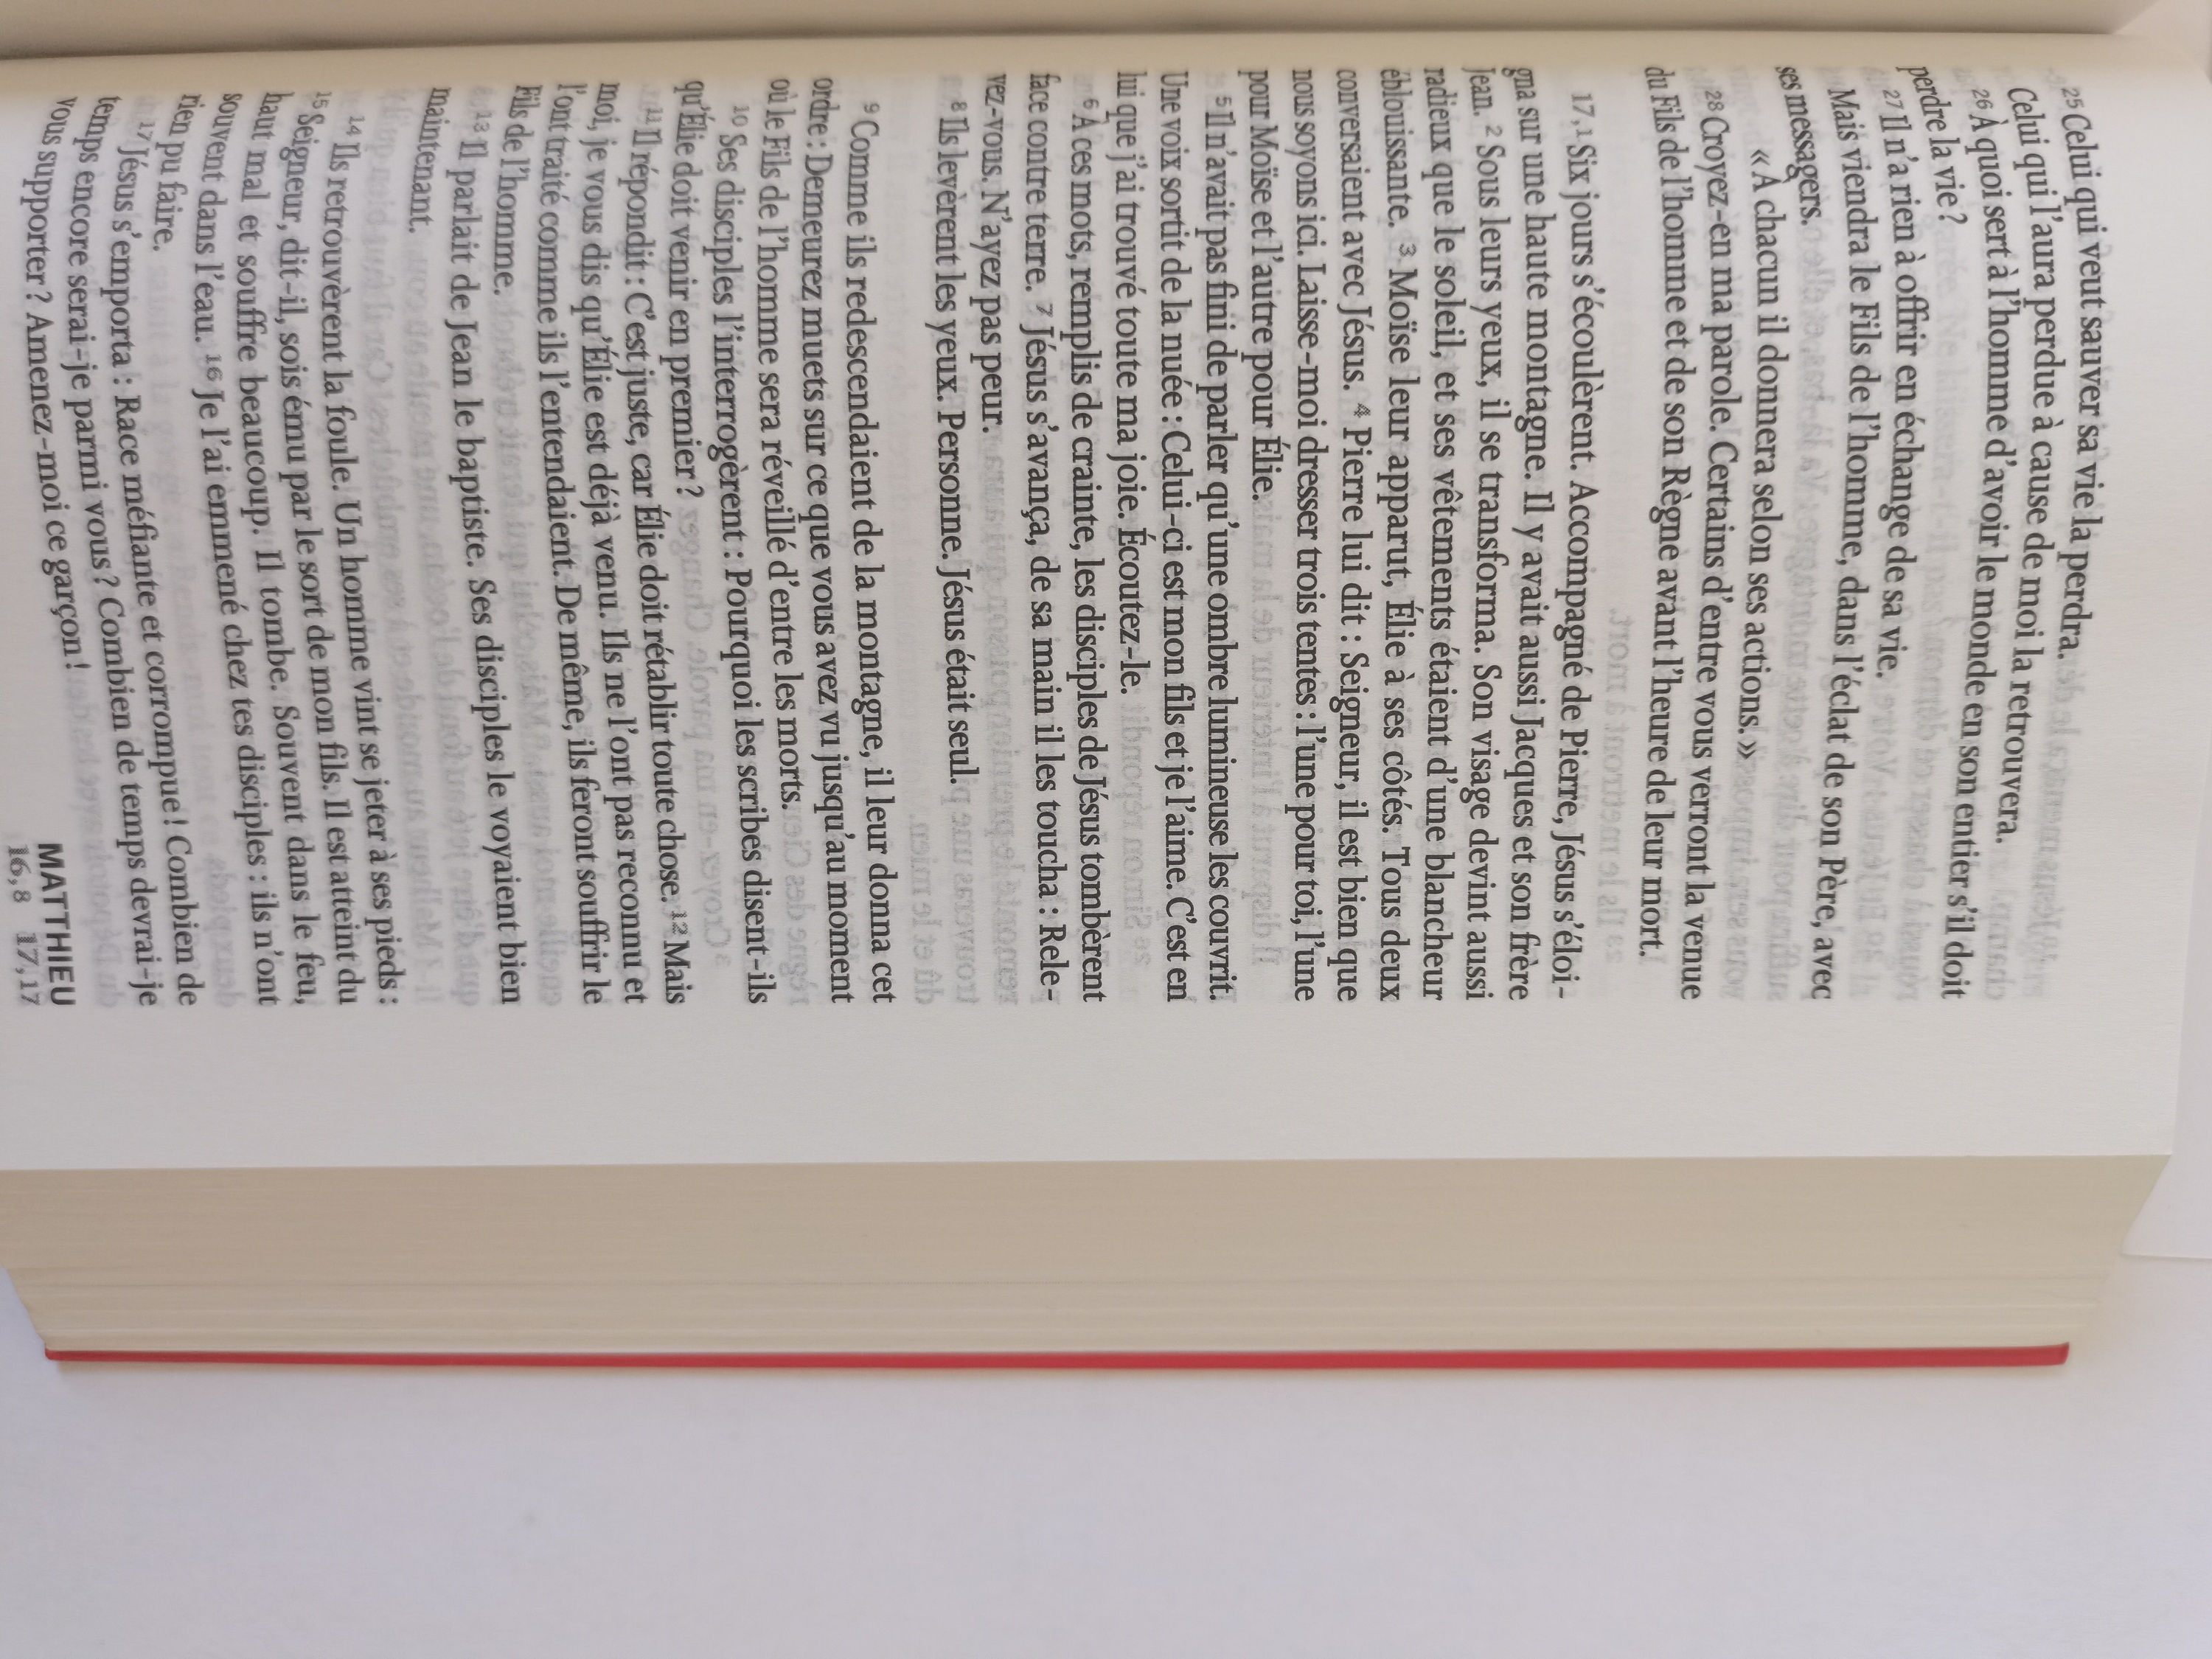 25 Celui qui veut sauver sa vie la perdra.
Celui qui l'aura perdue à cause de moi la retrouvera.
26 À quoi sert à l'homme d'avoir le monde en son entier s'il doit
perdre la vie ?
27 Il n'a rien à offrir en échange de sa vie.
Mais viendra le Fils de l'homme, dans l'éclat de son Père, avec
ses messagers.
« À chacun il donnera selon ses actions. »
28 Croyez-en ma parole. Certains d'entre vous verront la venue
du Fils de l'homme et de son Règne avant l'heure de leur mort.
17,1 Six jours s'écoulèrent. Accompagné de Pierre, Jésus s'éloi-
gna sur une haute montagne. Il y avait aussi Jacques et son frère
Jean. 2 Sous leurs yeux, il se transforma. Son visage devint aussi
radieux que le soleil, et ses vêtements étaient d'une blancheur
éblouissante. 3 Moïse leur apparut, Élie à ses côtés. Tous deux
conversaient avec Jésus. 4 Pierre lui dit : Seigneur, il est bien que
nous soyons ici. Laisse-moi dresser trois tentes : l'une pour toi, l'une
pour Moïse et l'autre pour Élie.
5 Il n'avait pas fini de parler qu'une ombre lumineuse les couvrit.
Une voix sortit de la nuée : Celui-ci est mon fils et je l'aime. C'est en
lui que j'ai trouvé toute ma joie. Écoutez-le.
6 À ces mots, remplis de crainte, les disciples de Jésus tombèrent
face contre terre. 7 Jésus s'avança, de sa main il les toucha : Rele-
vez-vous. N'ayez pas peur.
8 Ils levèrent les yeux. Personne. Jésus était seul.
9 Comme ils redescendaient de la montagne, il leur donna cet
ordre : Demeurez muets sur ce que vous avez vu jusqu'au moment
où le Fils de l'homme sera réveillé d'entre les morts.
10 Ses disciples l'interrogèrent : Pourquoi les scribes disent-ils
qu'Élie doit venir en premier ?
11 Il répondit : C'est juste, car Élie doit rétablir toute chose. 12 Mais
moi, je vous dis qu'Élie est déjà venu. Ils ne l'ont pas reconnu et
l'ont traité comme ils l'entendaient. De même, ils feront souffrir le
Fils de l'homme.
13 Il parlait de Jean le baptiste. Ses disciples le voyaient bien
maintenant.
14 Ils retrouvèrent la foule. Un homme vint se jeter à ses pieds :
15 Seigneur, dit-il, sois ému par le sort de mon fils. Il est atteint du
haut mal et souffre beaucoup. Il tombe. Souvent dans le feu,
souvent dans l'eau. 16 Je l'ai emmené chez tes disciples : ils n'ont
rien pu faire.
17 Jésus s'emporta : Race méfiante et corrompue ! Combien de
temps encore serai-je parmi vous ? Combien de temps devrai-je
vous supporter ? Amenez-moi ce garçon !
MATTHIEU
16,8 17,17